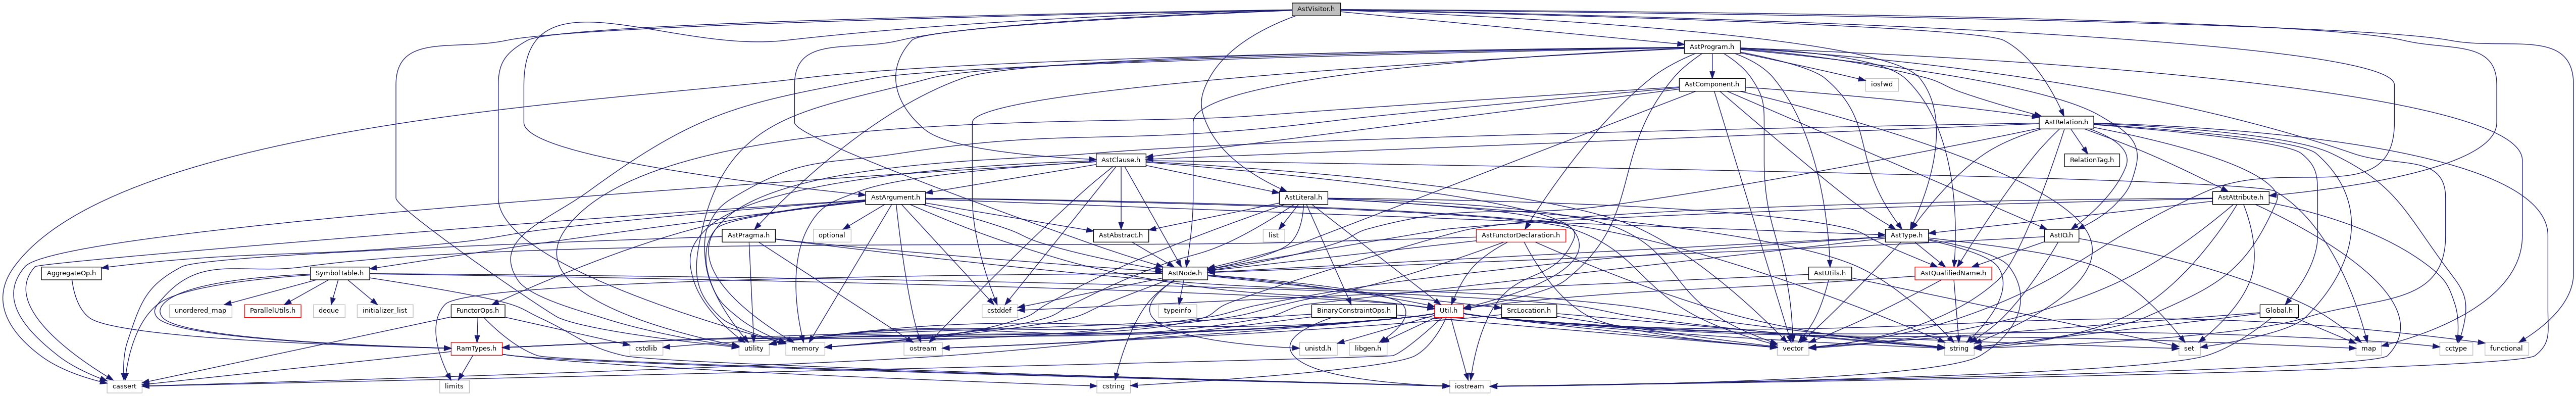 AstVisitor.h
AstProgram.h
AstComponent.h
iosfwd
AstRelation.h
AstClause.h
RelationTag.h
AstArgument.h
AstLiteral.h
AstAttribute.h
optional
AstPragma.h
AstAbstract.h
list
AstFunctorDeclaration.h
AstType.h
AstIO.h
AggregateOp.h
SymbolTable.h
AstNode.h
AstUtils.h
AstQualifiedName.h
unordered_map
ParallelUtils.h
deque
initializer_list
FunctorOps.h
cstddef
typeinfo
BinaryConstraintOps.h
Util.h
SrcLocation.h
Global.h
RamTypes.h
cstdlib
utility
memory
ostream
unistd.h
libgen.h
vector
string
set
map
cctype
functional
cassert
limits
cstring
iostream